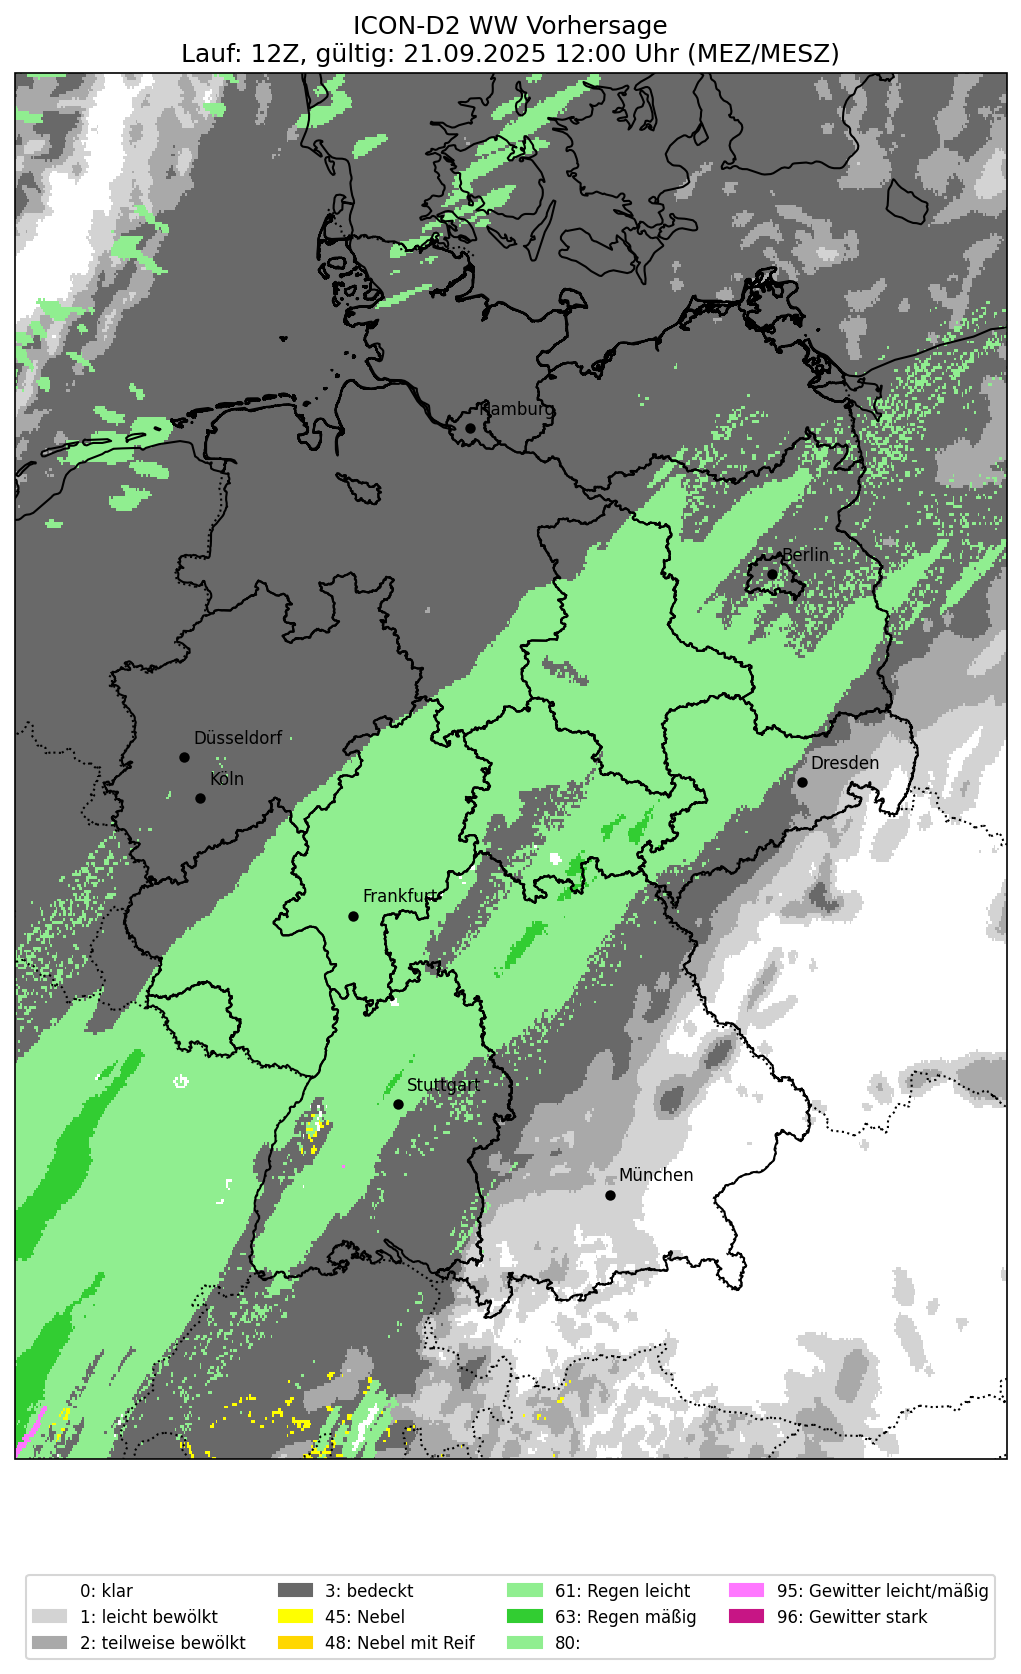 ICON-D2 WW Vorhersage
Lauf: 12Z, gültig: 21.09.2025 12:00 Uhr (MEZ/MESZ)
Hamburg
Berlin
Düsseldorf
Köln
Dresden
Frankfurt
Stuttgart
München
0: klar
1: leicht bewölkt
2: teilweise bewölkt
3: bedeckt
45: Nebel
48: Nebel mit Reif
61: Regen leicht
63: Regen mäßig
80:
95: Gewitter leicht/mäßig
96: Gewitter stark